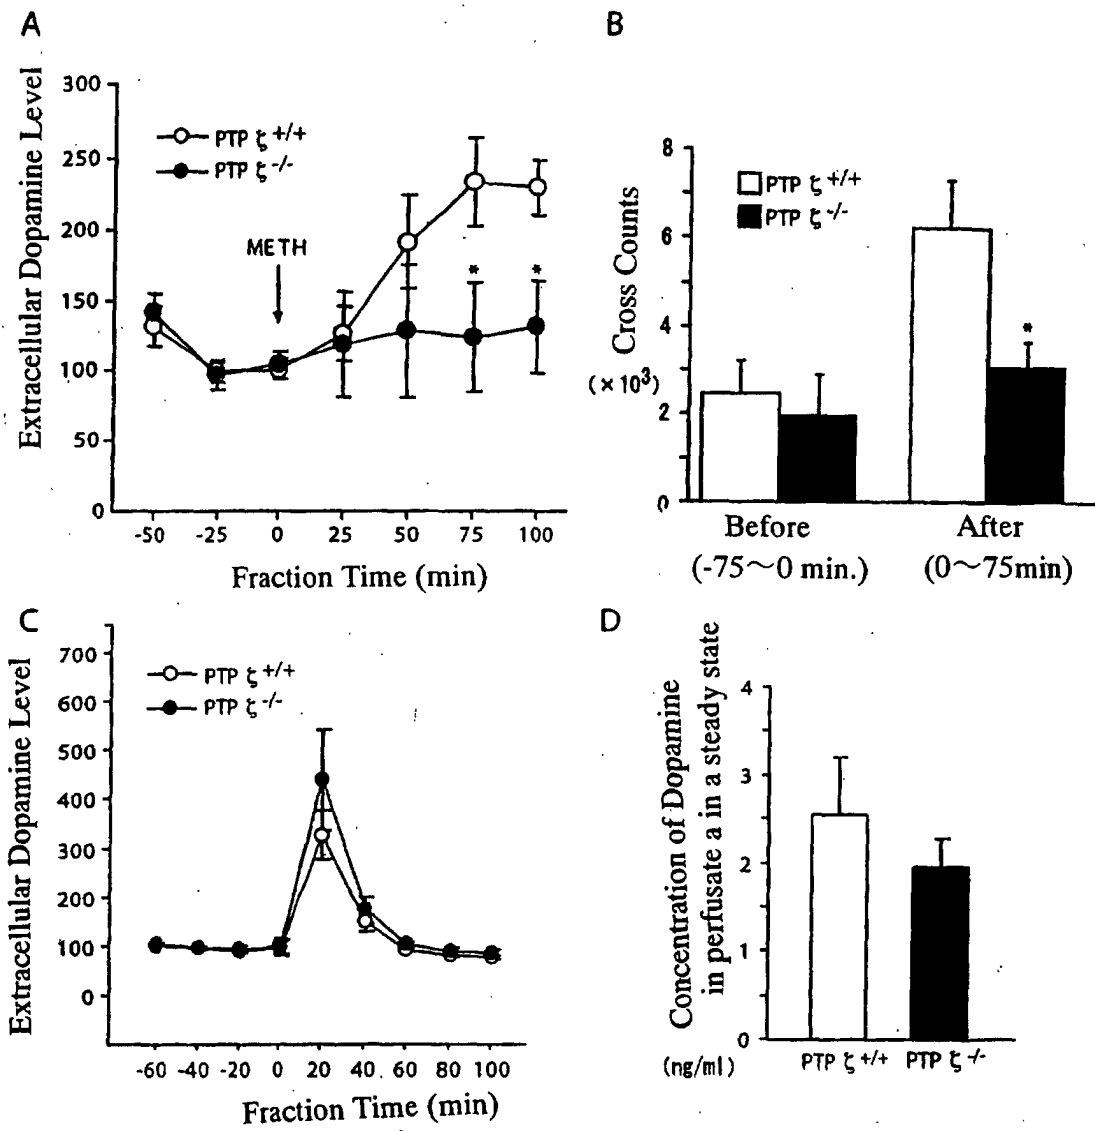 A
Extracellular Dopamine Level
300
250
200
150
100
50
0
PTP ζ +/+
PTP ζ -/-
METH
*
*
-50 -25 0 25 50 75 100
Fraction Time (min)
B
Cross Counts
(×10³)
8
6
4
2
0
PTP ζ +/+
PTP ζ -/-
*
Before
After
(-75～0 min.)
(0～75min)
C
Extracellular Dopamine Level
700
600
500
400
300
200
100
0
PTP ζ +/+
PTP ζ -/-
-60 -40 -20 0 20 40 60 80 100
Fraction Time (min)
D
Concentration of Dopamine
in perfusate a in a steady state
(ng/ml)
4
3
2
1
0
PTP ζ +/+
PTP ζ -/-